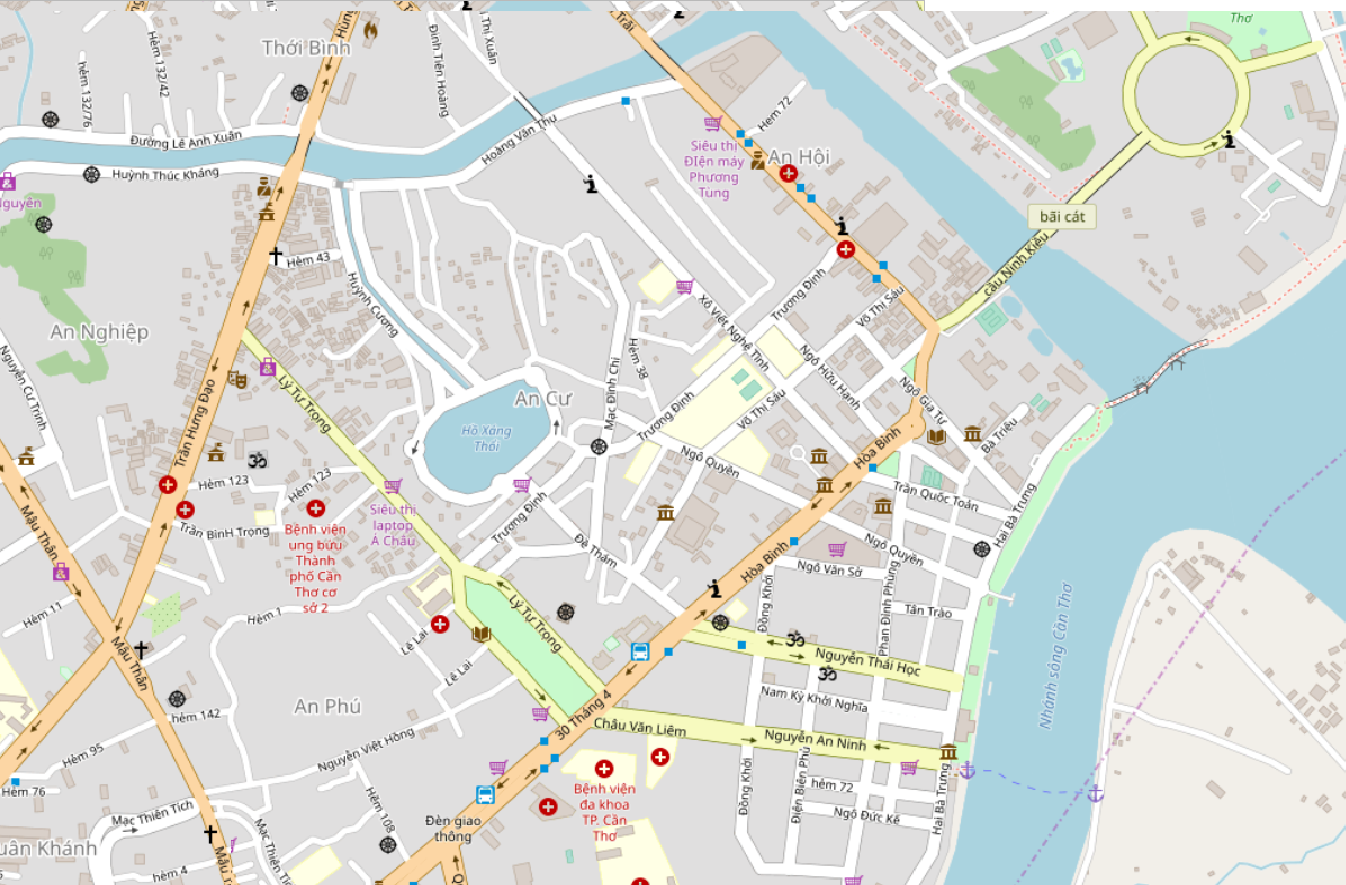 Thơ
Thới Bình
Hùng
Trãi
Thị Xuân
Đinh Tiên Hoàng
Hẻm 132/76
Hẻm 132/42
Đường Lê Anh Xuân
Hoàng Văn Thụ
Hẻm 72
Siêu thị
Điện máy
Phương
Tùng
An Hội
Huỳnh Thúc Kháng
guyễn
bãi cát
cầu Ninh Kiều
Hẻm 43
Huỳnh Cương
An Nghiệp
Nguyễn Cư Trinh
Trần Hưng Đạo
Lý Tự Trọng
Xô Viết Nghệ Tĩnh
Trương Định
Võ Thị Sáu
Hẻm 38
Mạc Đĩnh Chi
Ngô Hữu Hạnh
Ngô Gia Tự
An Cư
Hồ Xáng
Thổi
Trương Định
Võ Thị Sáu
Ngô Quyền
Hòa Bình
Bà Triệu
Hẻm 123
Hẻm 123
Siêu thị
laptop
Á Châu
Trần Quốc Toản
Hai Bà Trưng
Mậu Thân
Trần Bình Trọng
Bệnh viện
ung bứu
Thành
phố Cần
Thơ cơ
sở 2
Trương Định
Đề Thám
Hòa Bình
Ngô Quyền
Ngô Văn Sở
Đồng Khởi
Phan Đình Phùng
Tân Trào
Hẻm 11
Hẻm 1
Lê Lai
Lê Lai
Lý Tự Trọng
Nguyễn Thái Học
Nhánh sông Cần Thơ
Mậu Thân
An Phú
hẻm 142
Nam Kỳ Khởi Nghĩa
30 Tháng 4
Châu Văn Liêm
Nguyễn An Ninh
Hẻm 95
Nguyễn Việt Hồng
Hẻm 76
Bệnh viện
đa khoa
TP. Cần
Thơ
Đồng Khởi
Điện Biên Phủ
hẻm 72
Ngô Đức Kế
Hai Bà Trưng
Mạc Thiên Tích
Hẻm 108
Đèn giao
thông
uân Khánh
hẻm 4
Mạc Thiên Tí
Mậu
Q